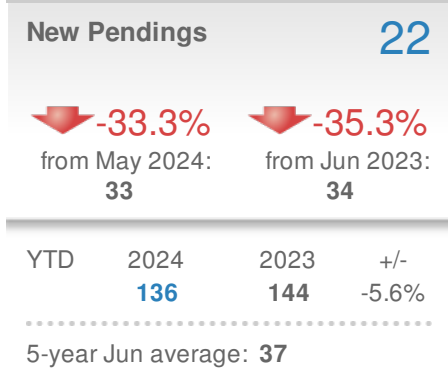 New Pendings 22
-33.3% -35.3%
from May 2024: from Jun 2023:
33 34
YTD 2024 2023 +/-
136 144 -5.6%
5-year Jun average: 37